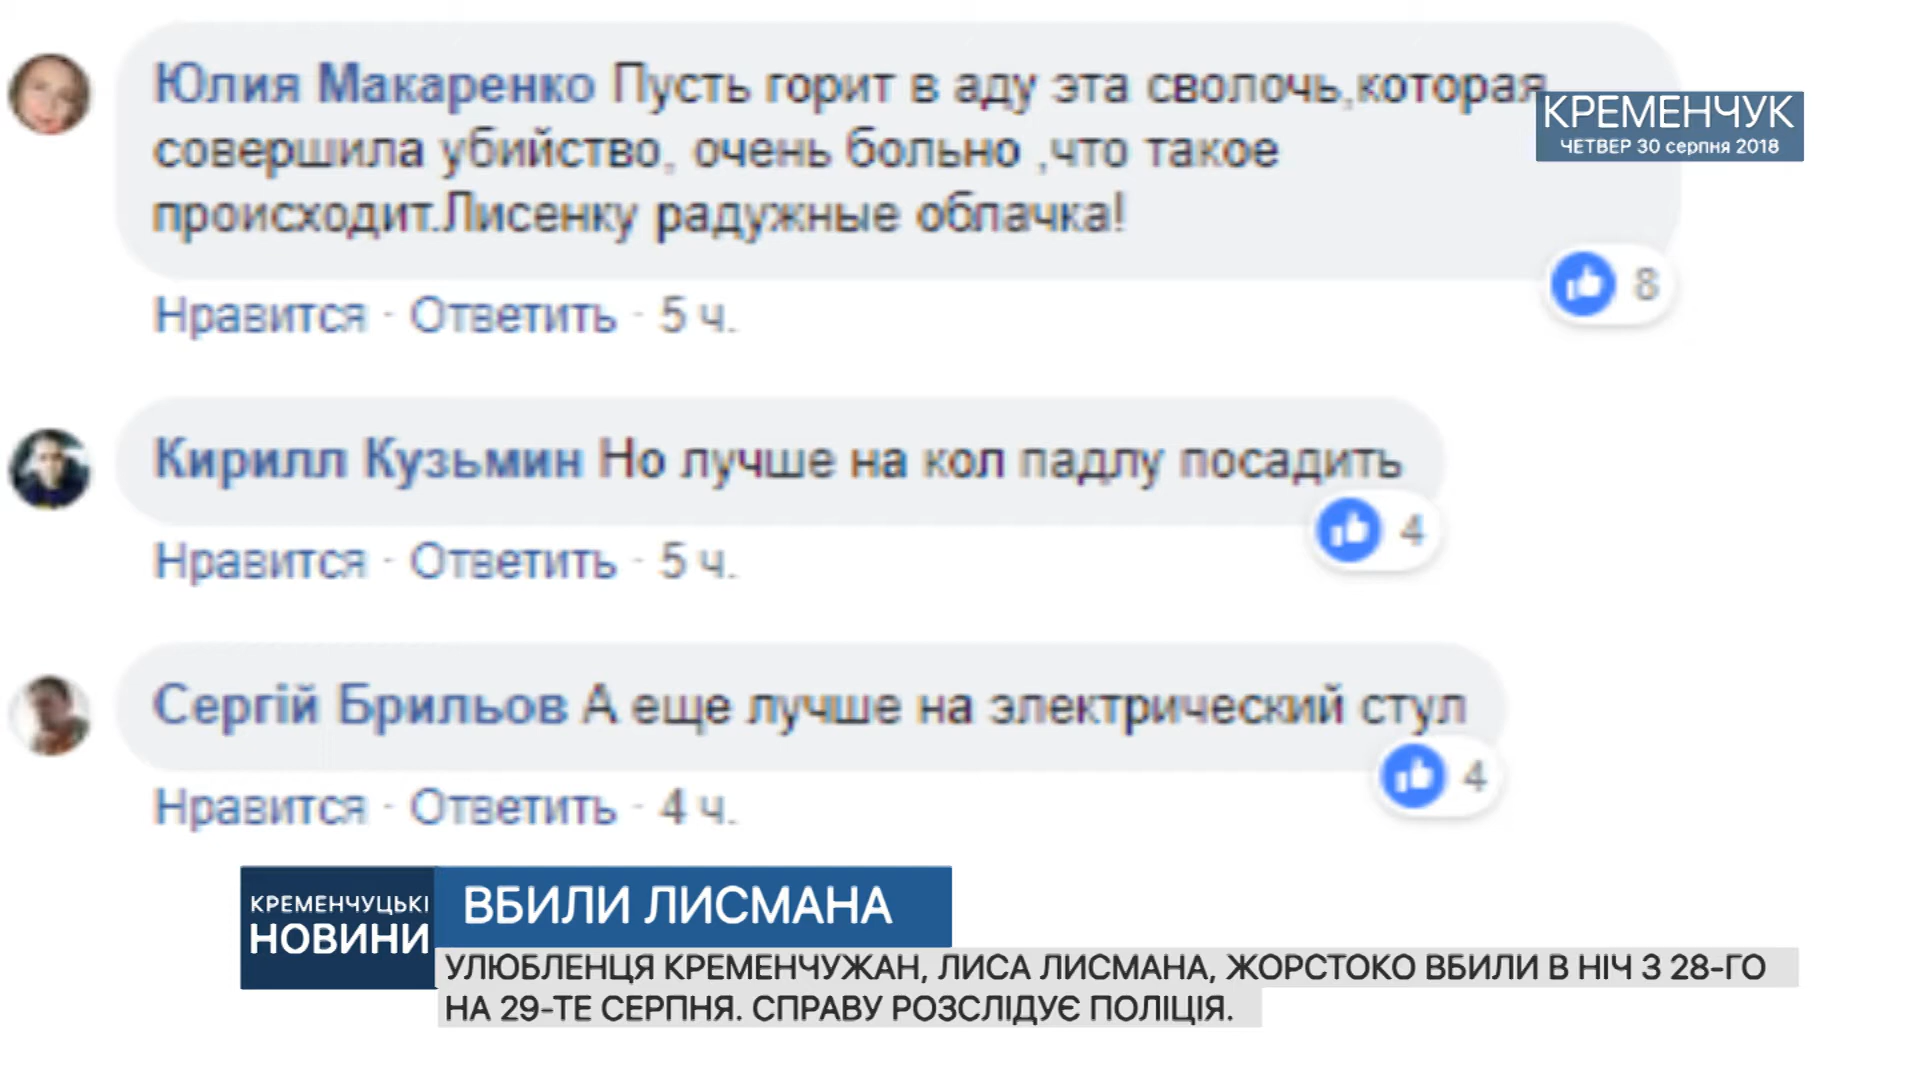 Юлия Макаренко Пусть горит в аду эта сволочь,которая
совершила убийство, очень больно ,что такое
происходит.Лисенку радужные облачка!
8
Нравится · Ответить · 5 ч.
Кирилл Кузьмин Но лучше на кол падлу посадить
4
Нравится · Ответить · 5 ч.
Сергій Брильов А еще лучше на электрический стул
4
Нравится · Ответить · 4 ч.
КРЕМЕНЧУК
ЧЕТВЕР 30 серпня 2018
КРЕМЕНЧУЦЬКІ
НОВИНИ
ВБИЛИ ЛИСМАНА
УЛЮБЛЕНЦЯ КРЕМЕНЧУЖАН, ЛИСА ЛИСМАНА, ЖОРСТОКО ВБИЛИ В НІЧ З 28-ГО
НА 29-ТЕ СЕРПНЯ. СПРАВУ РОЗСЛІДУЄ ПОЛІЦІЯ.